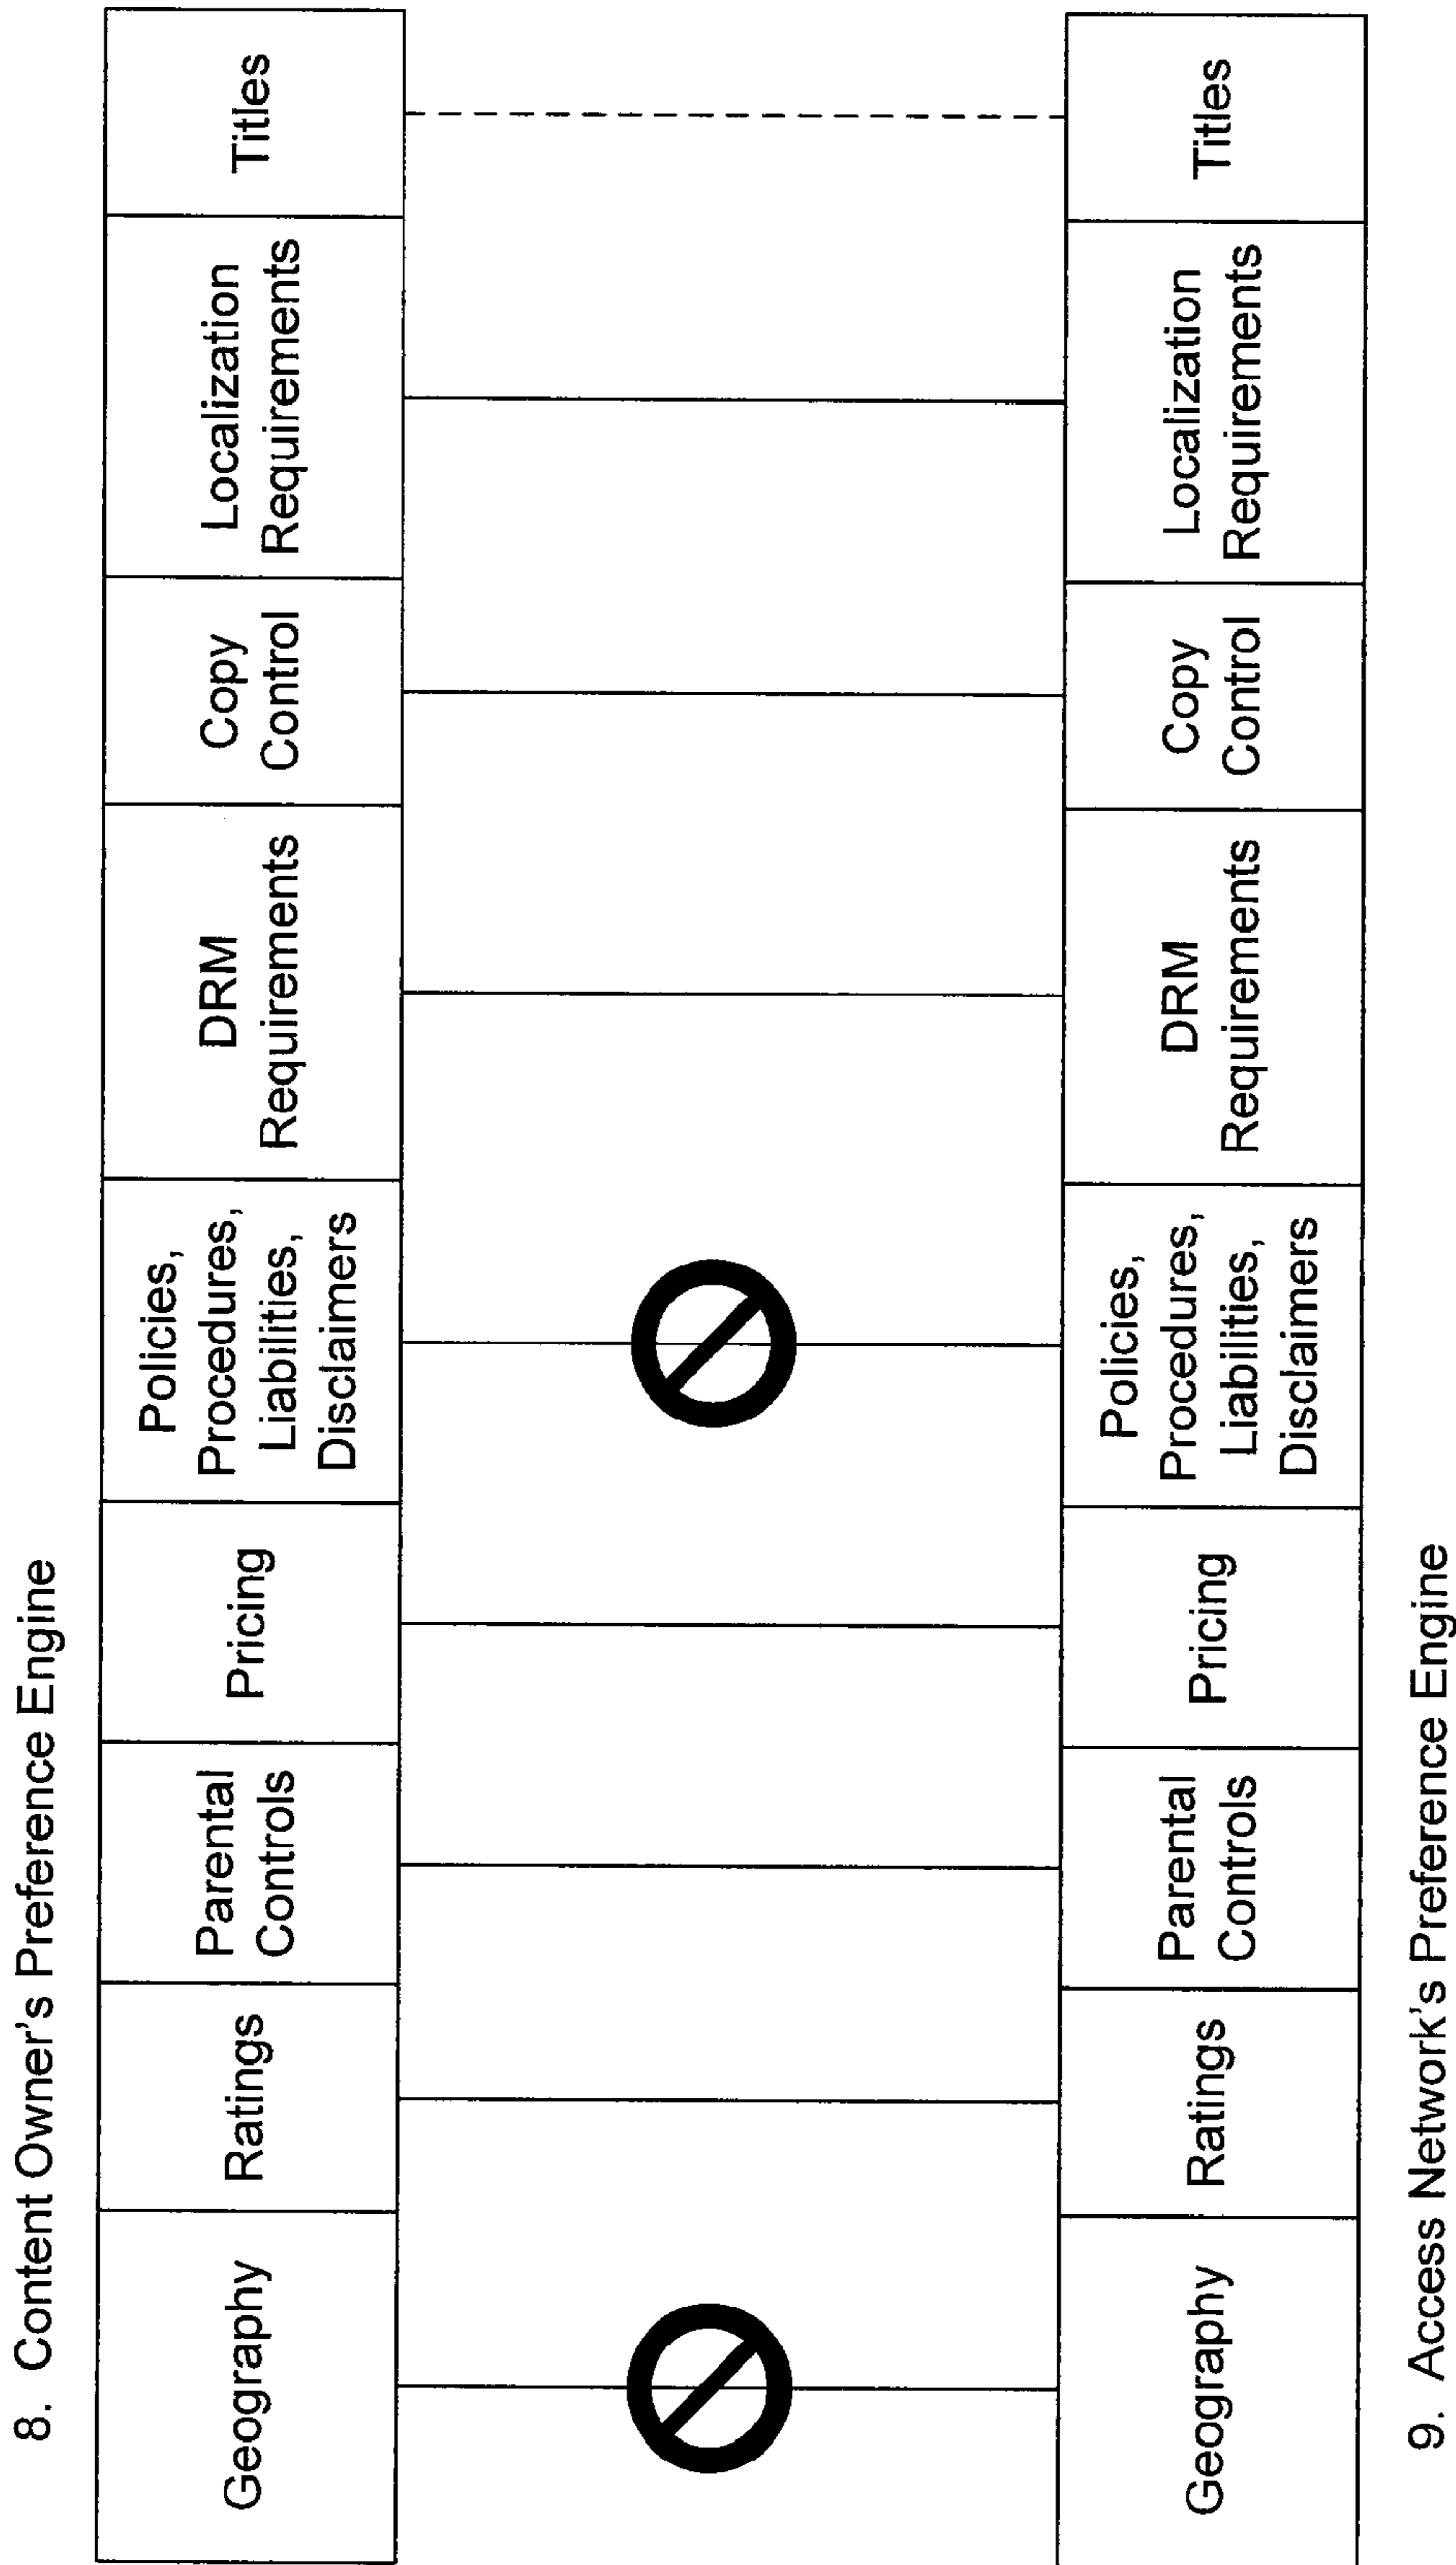 8. Content Owner's Preference Engine
Geography
Ratings
Parental
Controls
Pricing
Policies,
Procedures,
Liabilities,
Disclaimers
DRM
Requirements
Copy
Control
Localization
Requirements
Titles
Geography
Ratings
Parental
Controls
Pricing
Policies,
Procedures,
Liabilities,
Disclaimers
DRM
Requirements
Copy
Control
Localization
Requirements
Titles
9. Access Network's Preference Engine